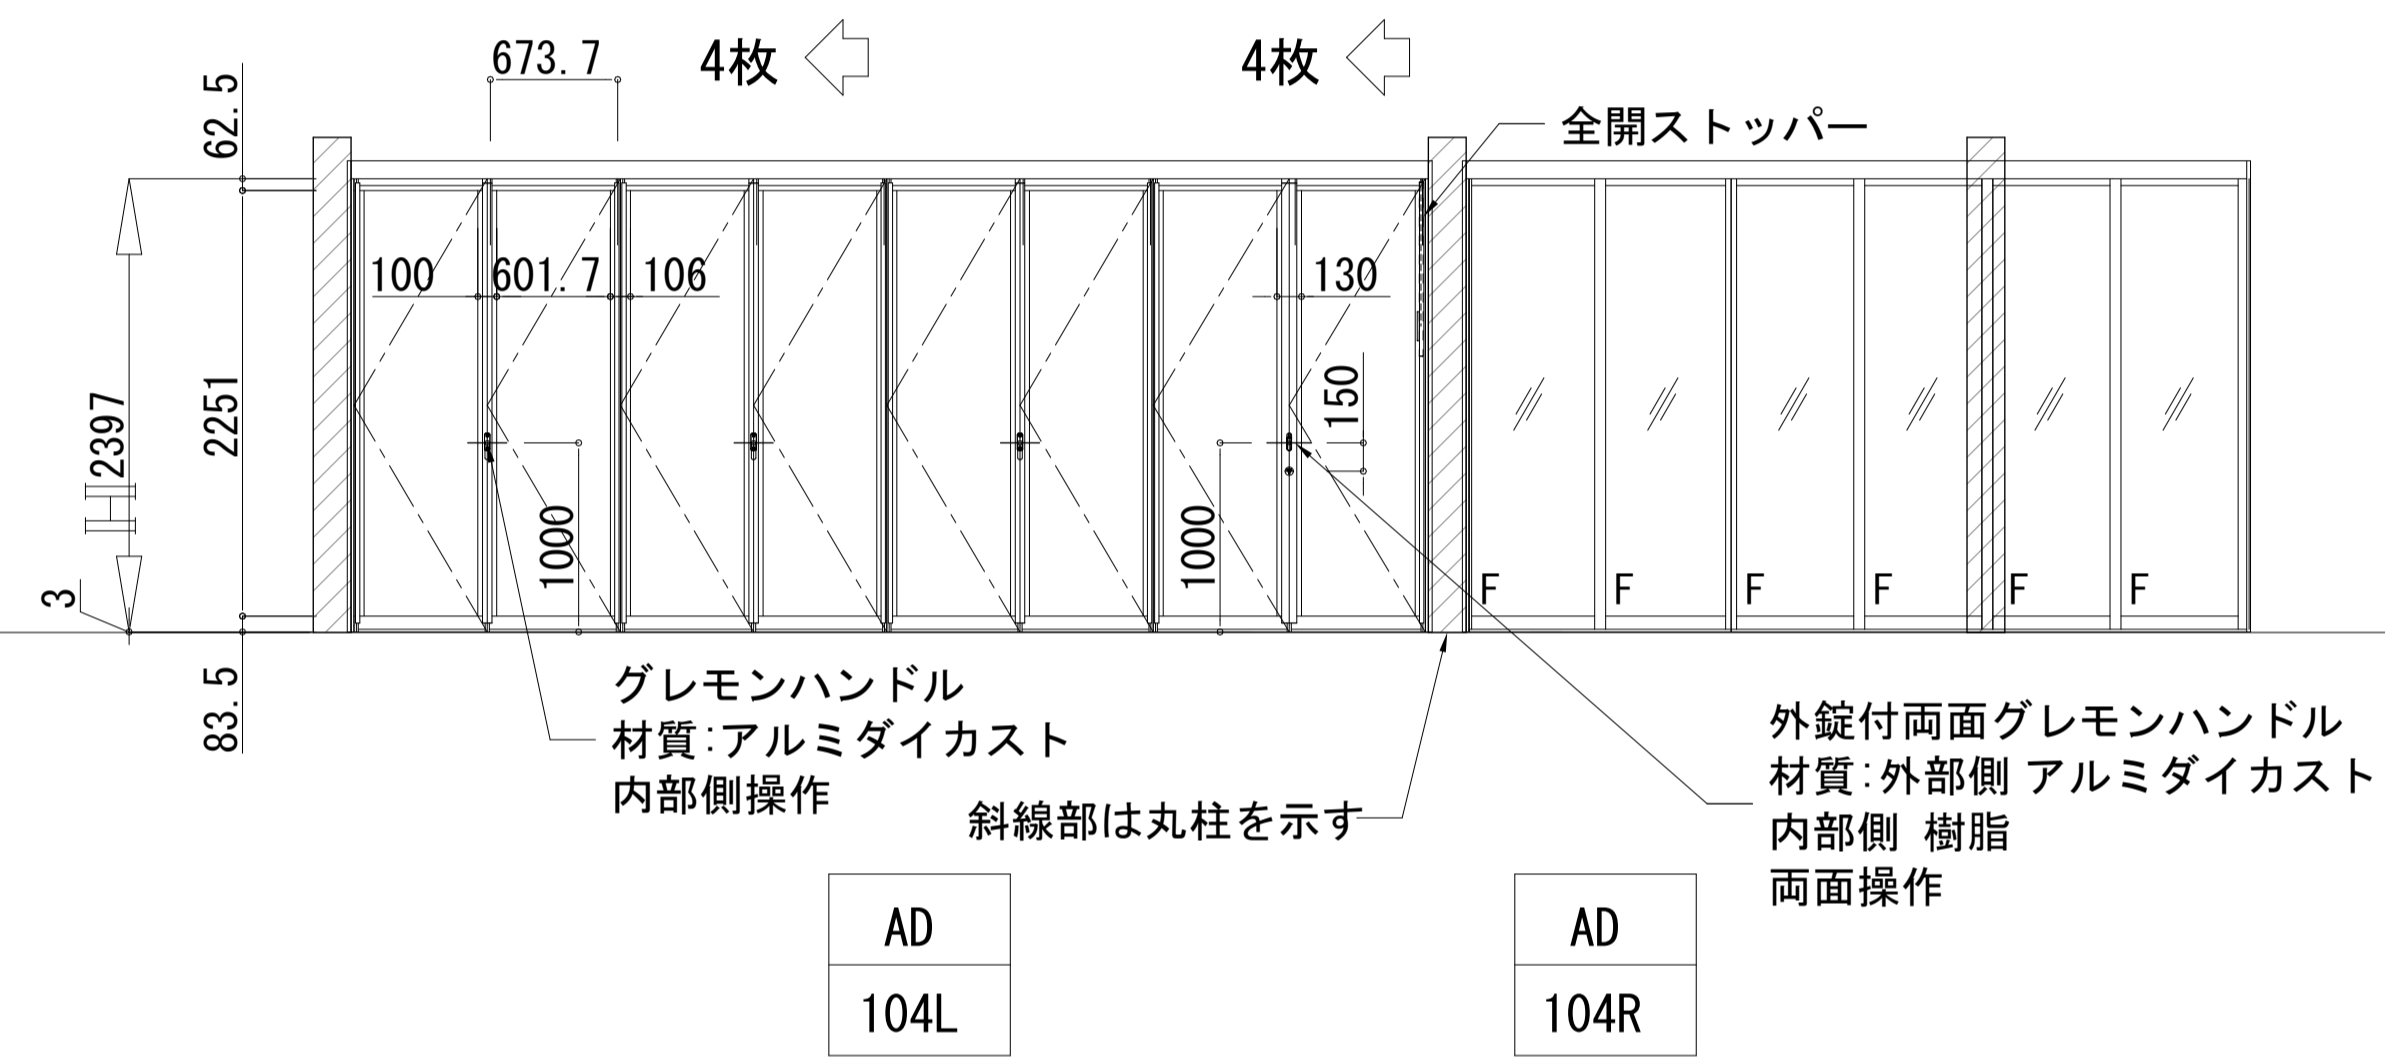 673.7
4枚
4枚
62.5
全開ストッパー
100
601.7
106
130
150
H
2397
2251
1000
1000
3
F
F
F
F
F
F
83.5
グレモンハンドル
材質:アルミダイカスト
内部側操作
斜線部は丸柱を示す
外錠付両面グレモンハンドル
材質:外部側 アルミダイカスト
内部側 樹脂
両面操作
AD
104L
AD
104R